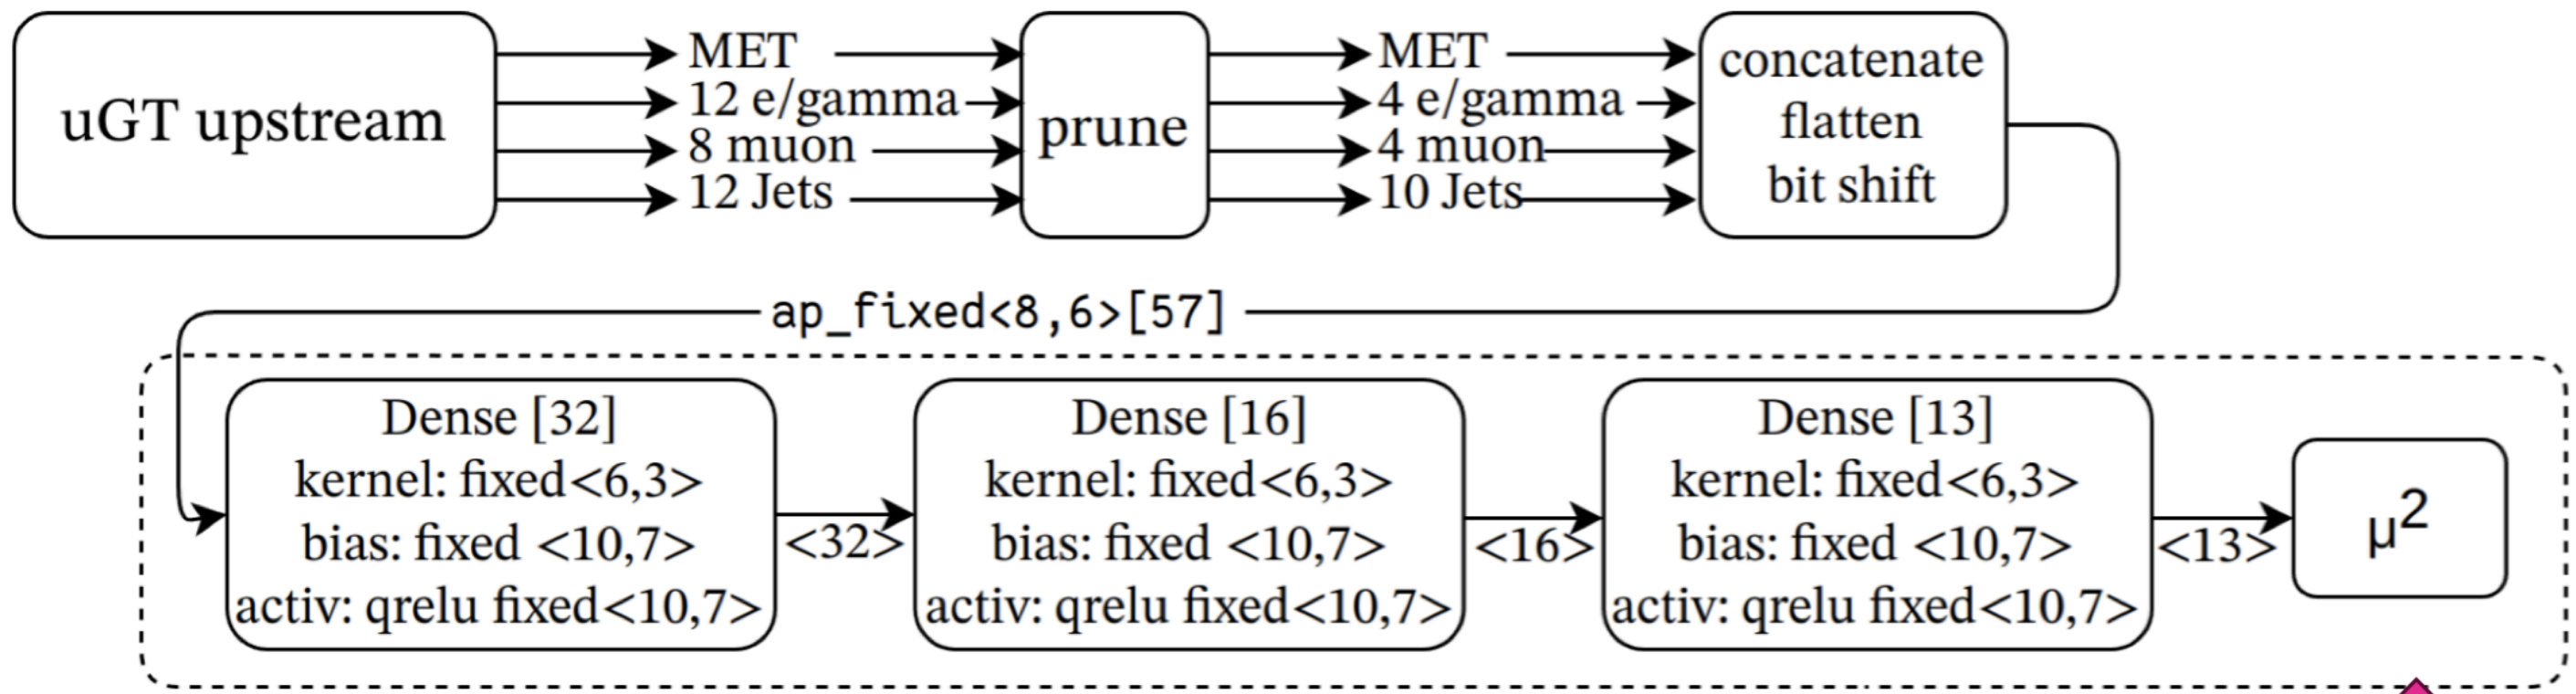 uGT upstream
MET
12 e/gamma
8 muon
12 Jets
prune
MET
4 e/gamma
4 muon
10 Jets
concatenate
flatten
bit shift
ap_fixed<8,6>[57]
Dense [32]
kernel: fixed<6,3>
bias: fixed <10,7>
activ: qrelu fixed<10,7>
<32>
Dense [16]
kernel: fixed<6,3>
bias: fixed <10,7>
activ: qrelu fixed<10,7>
<16>
Dense [13]
kernel: fixed<6,3>
bias: fixed <10,7>
activ: qrelu fixed<10,7>
<13>
μ²